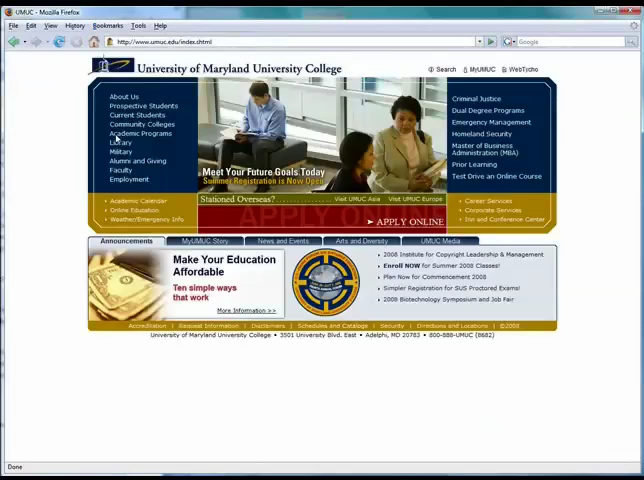 UMUC - Mozilla Firefox
File Edit View History Bookmarks Tools Help
http://www.umuc.edu/index.shtml
Google
University of Maryland University College
Search MyUMUC WebTycho
About Us
Prospective Students
Current Students
Community Colleges
Academic Programs
Library
Military
Alumni and Giving
Faculty
Employment
Academic Calendar
Online Education
Weather/Emergency Info
Meet Your Future Goals Today
Summer Registration is Now Open
Stationed Overseas? Visit UMUC Asia Visit UMUC Europe
APPLY ON
APPLY ONLINE
Criminal Justice
Dual Degree Programs
Emergency Management
Homeland Security
Master of Business
Administration (MBA)
Prior Learning
Test Drive an Online Course
Career Services
Corporate Services
Inn and Conference Center
Announcements MyUMUC Story News and Events Arts and Diversity UMUC Media
Make Your Education
Affordable
Ten simple ways
that work
More Information >>
2008 Institute for Copyright Leadership & Management
Enroll NOW for Summer 2008 Classes!
Plan Now for Commencement 2008
Simpler Registration for SUS Proctored Exams!
2008 Biotechnology Symposium and Job Fair
Accreditation | Request Information | Disclaimers | Schedules and Catalogs | Security | Directions and Locations | ©2008
University of Maryland University College • 3501 University Blvd. East • Adelphi, MD 20783 • 800-888-UMUC (8682)
Done